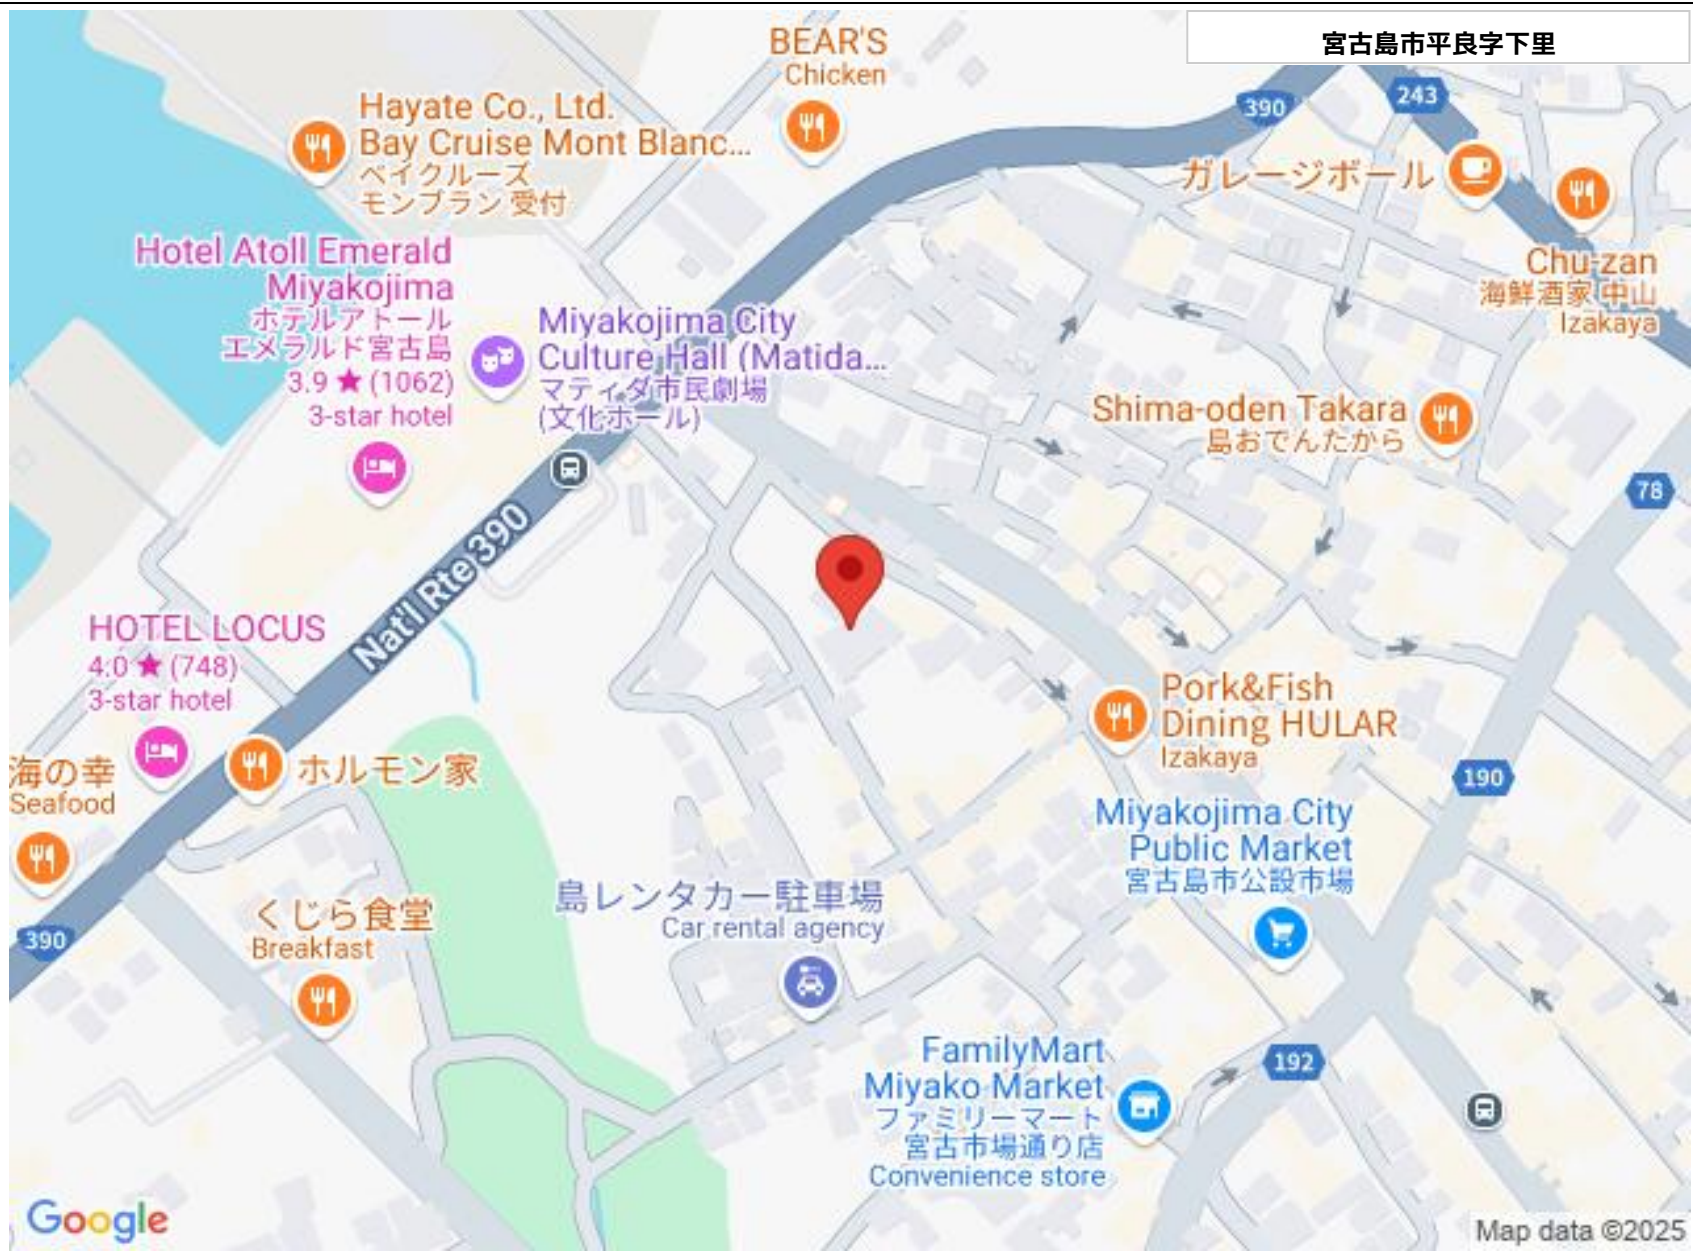 宮古島市平良字下里
BEAR'S
Chicken
390
243
Hayate Co., Ltd.
Bay Cruise Mont Blanc...
ベイクルーズ
モンブラン 受付
ガレージボール
Hotel Atoll Emerald
Miyakojima
ホテルアトール
エメラルド宮古島
3.9 ★ (1062)
3-star hotel
Chu-zan
海鮮酒家 中山
Izakaya
Miyakojima City
Culture Hall (Matida...
マティダ市民劇場
(文化ホール)
Shima-oden Takara
島おでんたから
78
Nat'l Rte 390
HOTEL LOCUS
4.0 ★ (748)
3-star hotel
Pork&Fish
Dining HULAR
Izakaya
海の幸
Seafood
ホルモン家
190
Miyakojima City
Public Market
宮古島市公設市場
島レンタカー駐車場
Car rental agency
くじら食堂
Breakfast
390
FamilyMart
Miyako Market
ファミリーマート
宮古市場通り店
Convenience store
192
Google
Map data ©2025